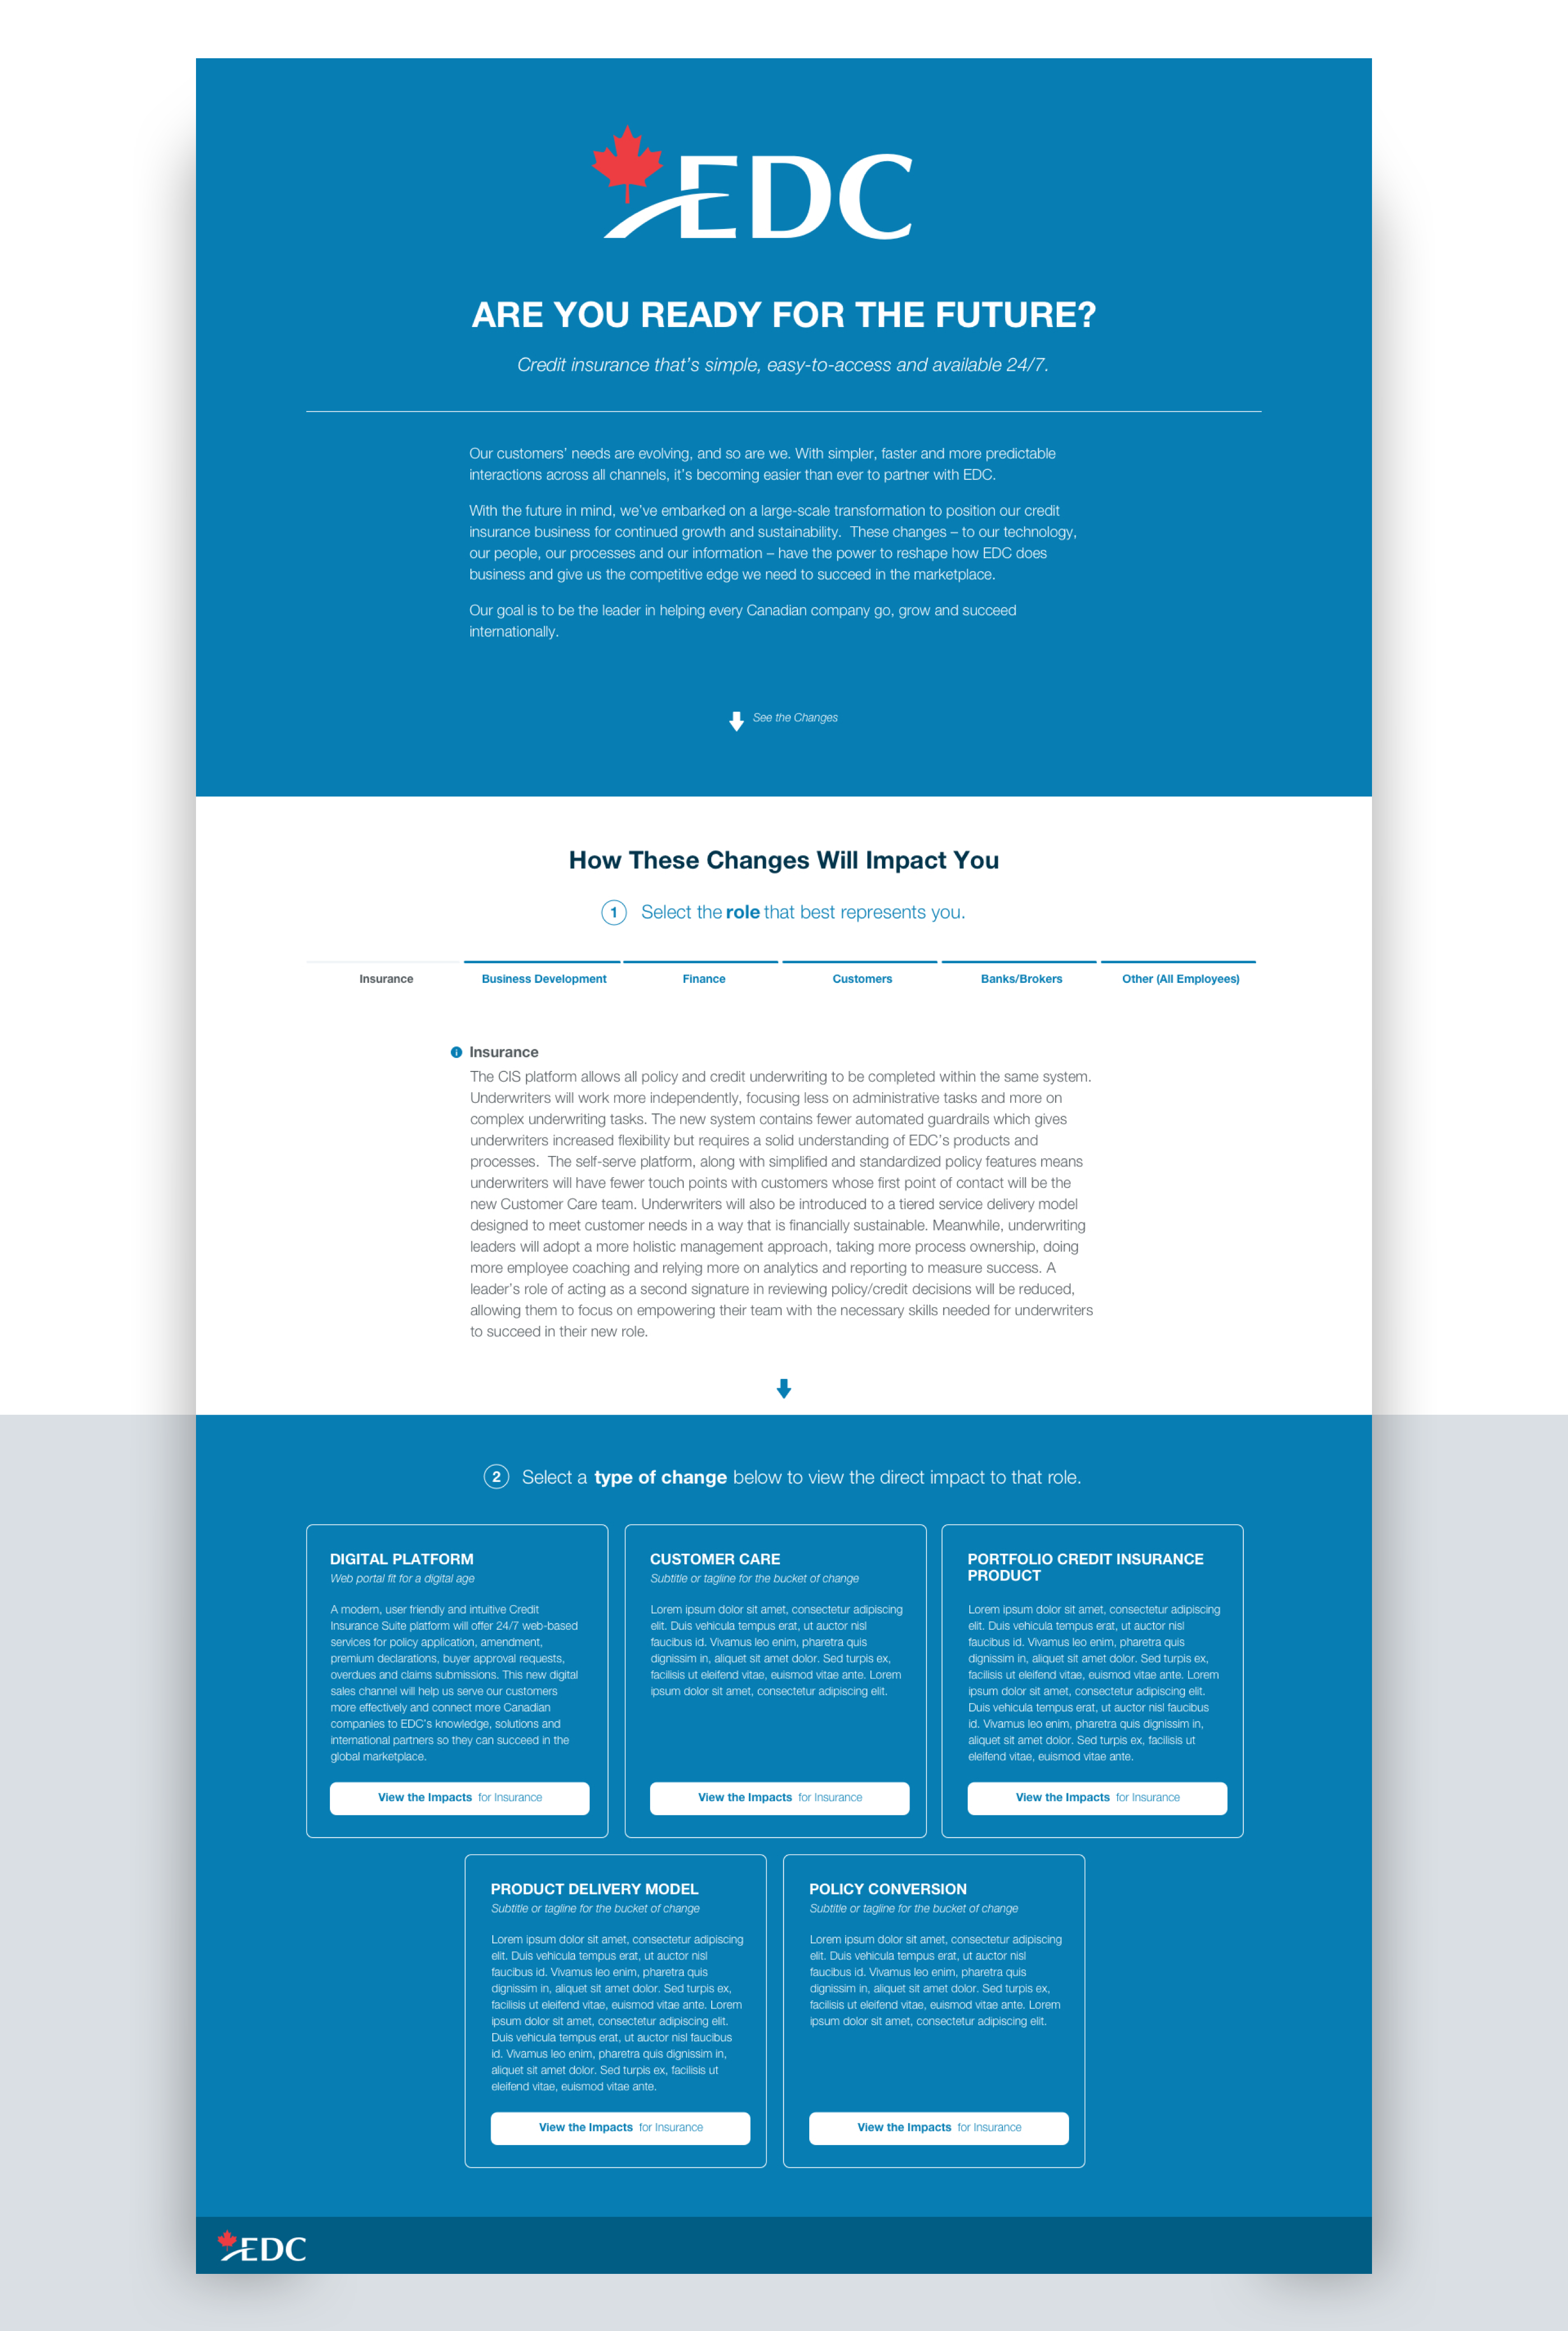 EDC
ARE YOU READY FOR THE FUTURE?
Credit insurance that's simple, easy-to-access and available 24/7.
Our customers' needs are evolving, and so are we. With simpler, faster and more predictable
interactions across all channels, it's becoming easier than ever to partner with EDC.
With the future in mind, we've embarked on a large-scale transformation to position our credit
insurance business for continued growth and sustainability.  These changes – to our technology,
our people, our processes and our information – have the power to reshape how EDC does
business and give us the competitive edge we need to succeed in the marketplace.
Our goal is to be the leader in helping every Canadian company go, grow and succeed
internationally.
See the Changes
How These Changes Will Impact You
1 Select the role that best represents you.
Insurance Business Development Finance Customers Banks/Brokers Other (All Employees)
i Insurance
The CIS platform allows all policy and credit underwriting to be completed within the same system.
Underwriters will work more independently, focusing less on administrative tasks and more on
complex underwriting tasks. The new system contains fewer automated guardrails which gives
underwriters increased flexibility but requires a solid understanding of EDC's products and
processes.  The self-serve platform, along with simplified and standardized policy features means
underwriters will have fewer touch points with customers whose first point of contact will be the
new Customer Care team. Underwriters will also be introduced to a tiered service delivery model
designed to meet customer needs in a way that is financially sustainable. Meanwhile, underwriting
leaders will adopt a more holistic management approach, taking more process ownership, doing
more employee coaching and relying more on analytics and reporting to measure success. A
leader's role of acting as a second signature in reviewing policy/credit decisions will be reduced,
allowing them to focus on empowering their team with the necessary skills needed for underwriters
to succeed in their new role.
2 Select a type of change below to view the direct impact to that role.
DIGITAL PLATFORM
Web portal fit for a digital age
A modern, user friendly and intuitive Credit
Insurance Suite platform will offer 24/7 web-based
services for policy application, amendment,
premium declarations, buyer approval requests,
overdues and claims submissions. This new digital
sales channel will help us serve our customers
more effectively and connect more Canadian
companies to EDC's knowledge, solutions and
international partners so they can succeed in the
global marketplace.
View the Impacts for Insurance
CUSTOMER CARE
Subtitle or tagline for the bucket of change
Lorem ipsum dolor sit amet, consectetur adipiscing
elit. Duis vehicula tempus erat, ut auctor nisl
faucibus id. Vivamus leo enim, pharetra quis
dignissim in, aliquet sit amet dolor. Sed turpis ex,
facilisis ut eleifend vitae, euismod vitae ante. Lorem
ipsum dolor sit amet, consectetur adipiscing elit.
View the Impacts for Insurance
PORTFOLIO CREDIT INSURANCE
PRODUCT
Lorem ipsum dolor sit amet, consectetur adipiscing
elit. Duis vehicula tempus erat, ut auctor nisl
faucibus id. Vivamus leo enim, pharetra quis
dignissim in, aliquet sit amet dolor. Sed turpis ex,
facilisis ut eleifend vitae, euismod vitae ante. Lorem
ipsum dolor sit amet, consectetur adipiscing elit.
Duis vehicula tempus erat, ut auctor nisl faucibus
id. Vivamus leo enim, pharetra quis dignissim in,
aliquet sit amet dolor. Sed turpis ex, facilisis ut
eleifend vitae, euismod vitae ante.
View the Impacts for Insurance
PRODUCT DELIVERY MODEL
Subtitle or tagline for the bucket of change
Lorem ipsum dolor sit amet, consectetur adipiscing
elit. Duis vehicula tempus erat, ut auctor nisl
faucibus id. Vivamus leo enim, pharetra quis
dignissim in, aliquet sit amet dolor. Sed turpis ex,
facilisis ut eleifend vitae, euismod vitae ante. Lorem
ipsum dolor sit amet, consectetur adipiscing elit.
Duis vehicula tempus erat, ut auctor nisl faucibus
id. Vivamus leo enim, pharetra quis dignissim in,
aliquet sit amet dolor. Sed turpis ex, facilisis ut
eleifend vitae, euismod vitae ante.
View the Impacts for Insurance
POLICY CONVERSION
Subtitle or tagline for the bucket of change
Lorem ipsum dolor sit amet, consectetur adipiscing
elit. Duis vehicula tempus erat, ut auctor nisl
faucibus id. Vivamus leo enim, pharetra quis
dignissim in, aliquet sit amet dolor. Sed turpis ex,
facilisis ut eleifend vitae, euismod vitae ante. Lorem
ipsum dolor sit amet, consectetur adipiscing elit.
View the Impacts for Insurance
EDC